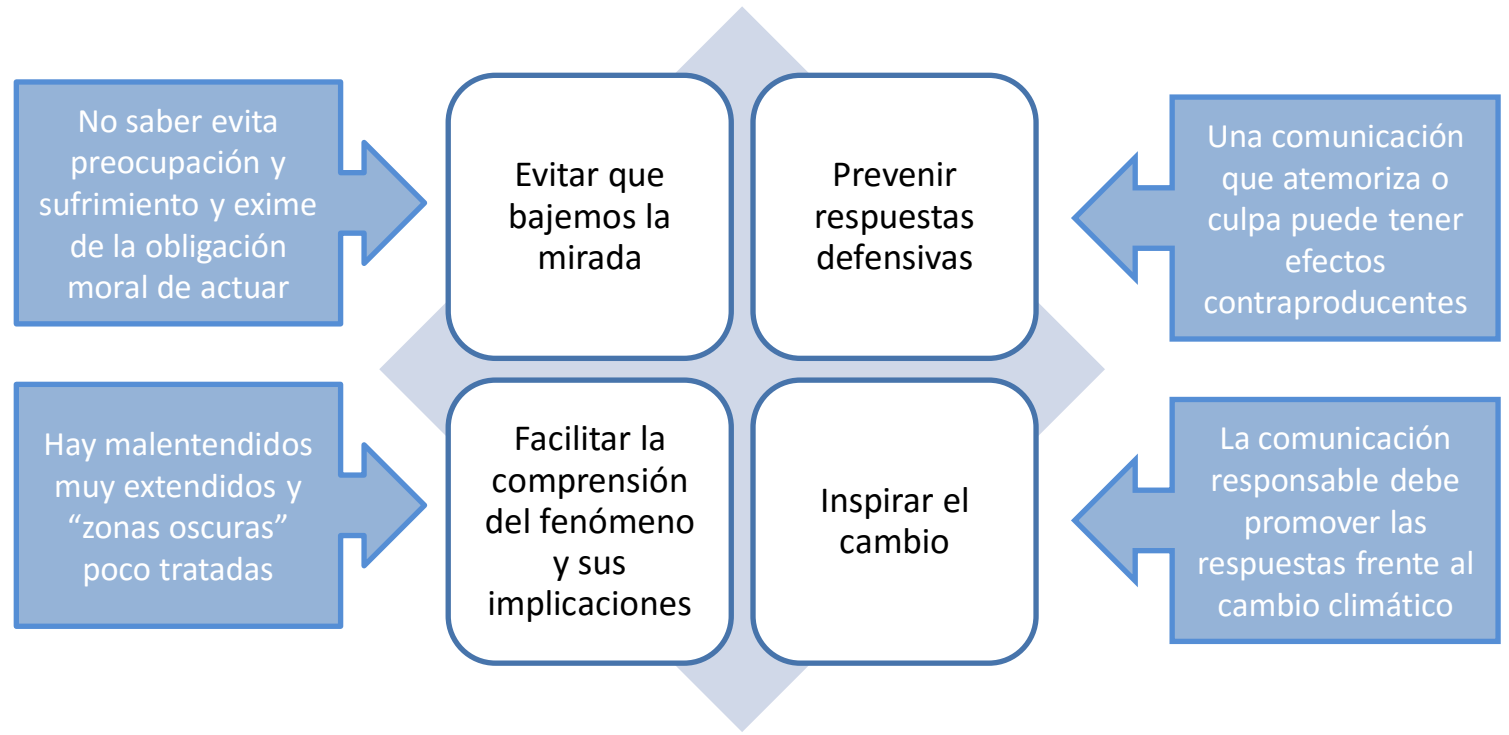 No saber evita
preocupación y
sufrimiento y exime
de la obligación
moral de actuar
Evitar que
bajemos la
mirada
Prevenir
respuestas
defensivas
Una comunicación
que atemoriza o
culpa puede tener
efectos
contraproducentes
Hay malentendidos
muy extendidos y
“zonas oscuras”
poco tratadas
Facilitar la
comprensión
del fenómeno
y sus
implicaciones
Inspirar el
cambio
La comunicación
responsable debe
promover las
respuestas frente al
cambio climático